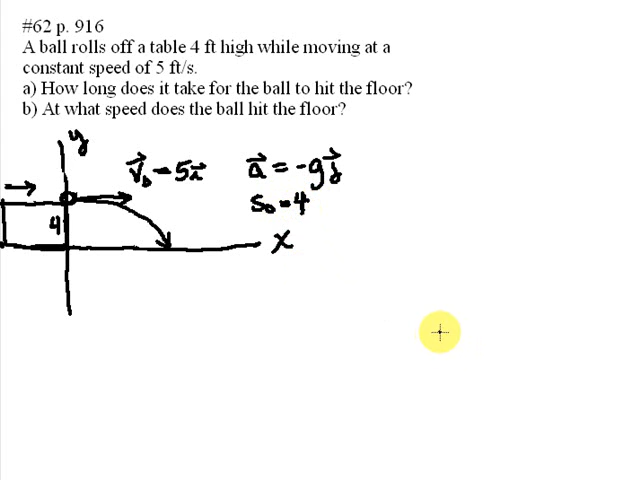 #62 p. 916
A ball rolls off a table 4 ft high while moving at a
constant speed of 5 ft/s.
a) How long does it take for the ball to hit the floor?
b) At what speed does the ball hit the floor?
y
v⃗₀ = 5i⃗
a⃗ = -gj⃗
s₀ = 4
4
x